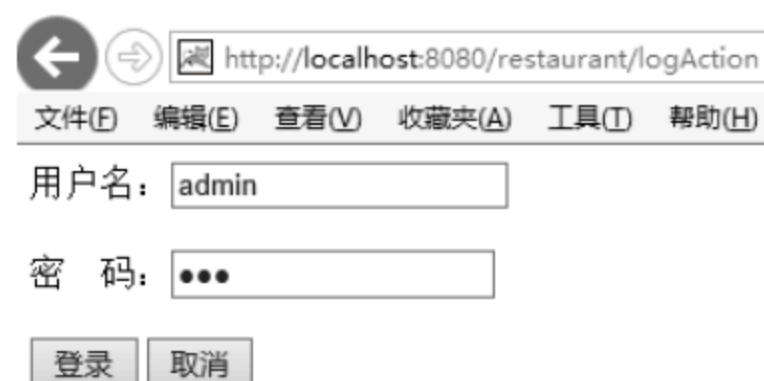 http://localhost:8080/restaurant/logAction
文件(F) 编辑(E) 查看(V) 收藏夹(A) 工具(T) 帮助(H)
用户名：admin
密 码：●●●
登录 取消